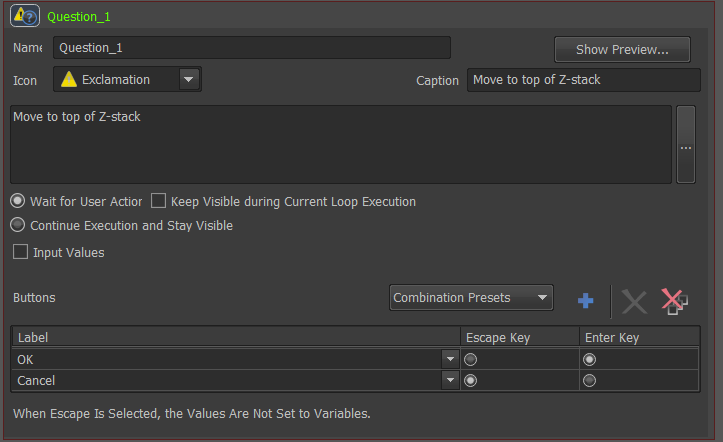 Question_1
Name Question_1 Show Preview...
Icon Exclamation Caption Move to top of Z-stack
Move to top of Z-stack
...
Wait for User Action Keep Visible during Current Loop Execution
Continue Execution and Stay Visible
Input Values
Buttons Combination Presets
Label Escape Key Enter Key
OK
Cancel
When Escape Is Selected, the Values Are Not Set to Variables.